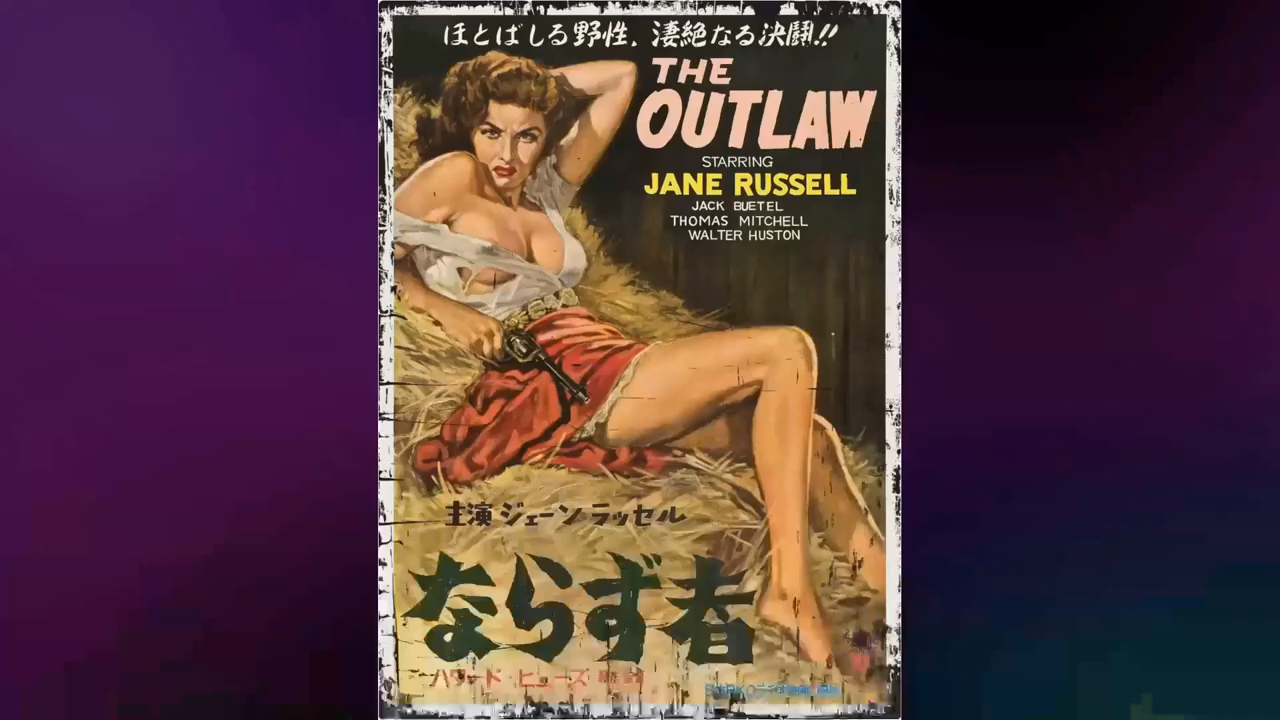 ほとばしる野性、凄絶なる決闘!!
THE
OUTLAW
STARRING
JANE RUSSELL
JACK BUETEL
THOMAS MITCHELL
WALTER HUSTON
主演 ジェーン・ラッセル
ならず者
ハワード・ヒューズ